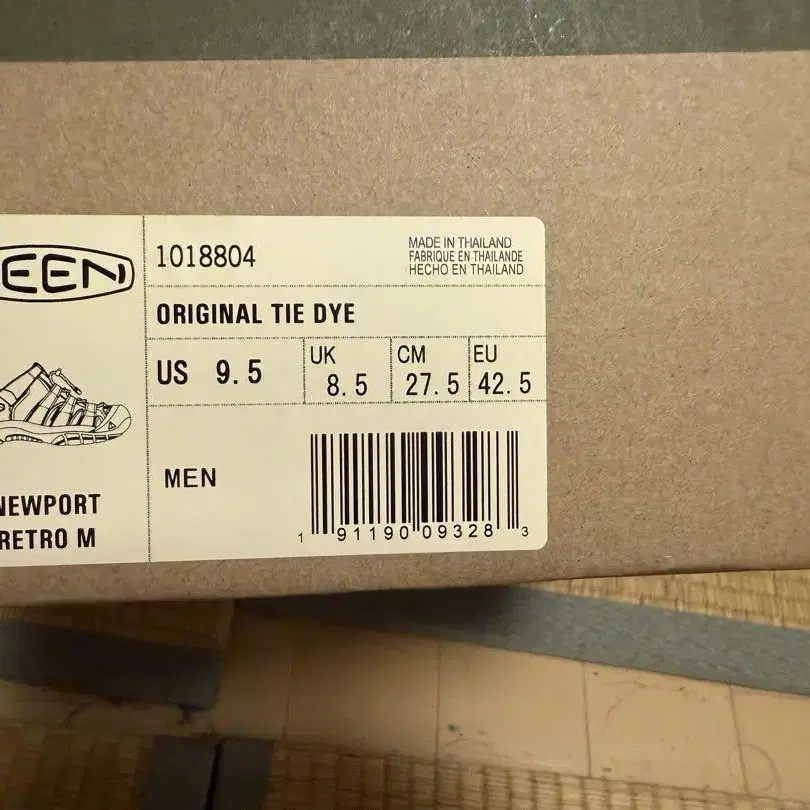 EEN
1018804
MADE IN THAILAND
FABRIQUE EN THAILANDE
HECHO EN THAILAND
ORIGINAL TIE DYE
US 9.5
UK 8.5
CM 27.5
EU 42.5
MEN
NEWPORT
RETRO M
1 91190 09328 3